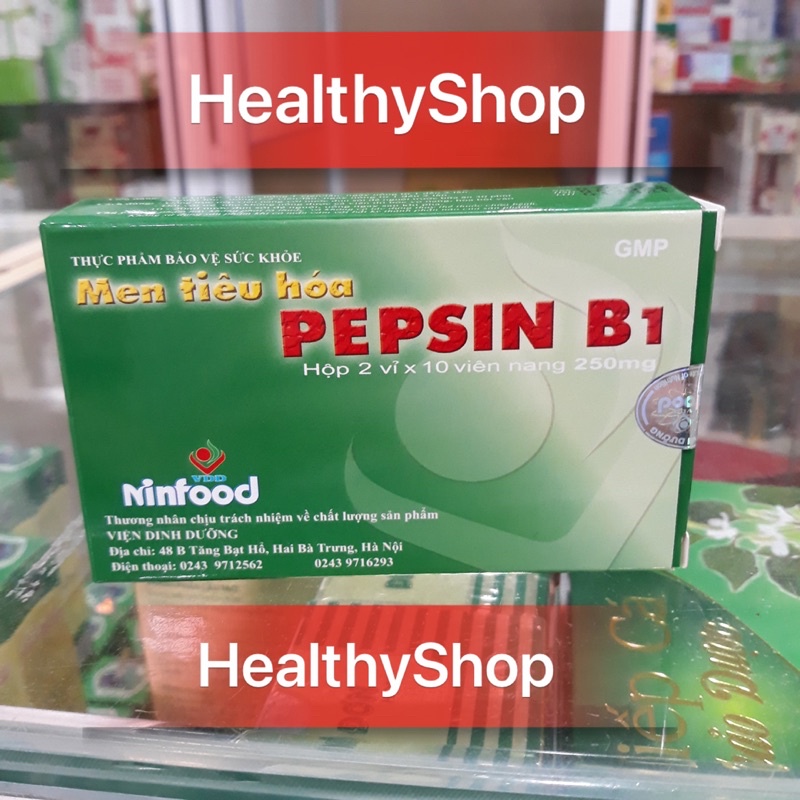 HealthyShop
THỰC PHẨM BẢO VỆ SỨC KHỎE
GMP
Men tiêu hóa
PEPSIN B1
Hộp 2 vỉ x 10 viên nang 250mg
VDD
Ninfood
Thương nhân chịu trách nhiệm về chất lượng sản phẩm
VIỆN DINH DƯỠNG
Địa chỉ: 48 B Tăng Bạt Hổ, Hai Bà Trưng, Hà Nội
Điện thoại: 0243 9712562 0243 9716293
DƯỠNG
HealthyShop